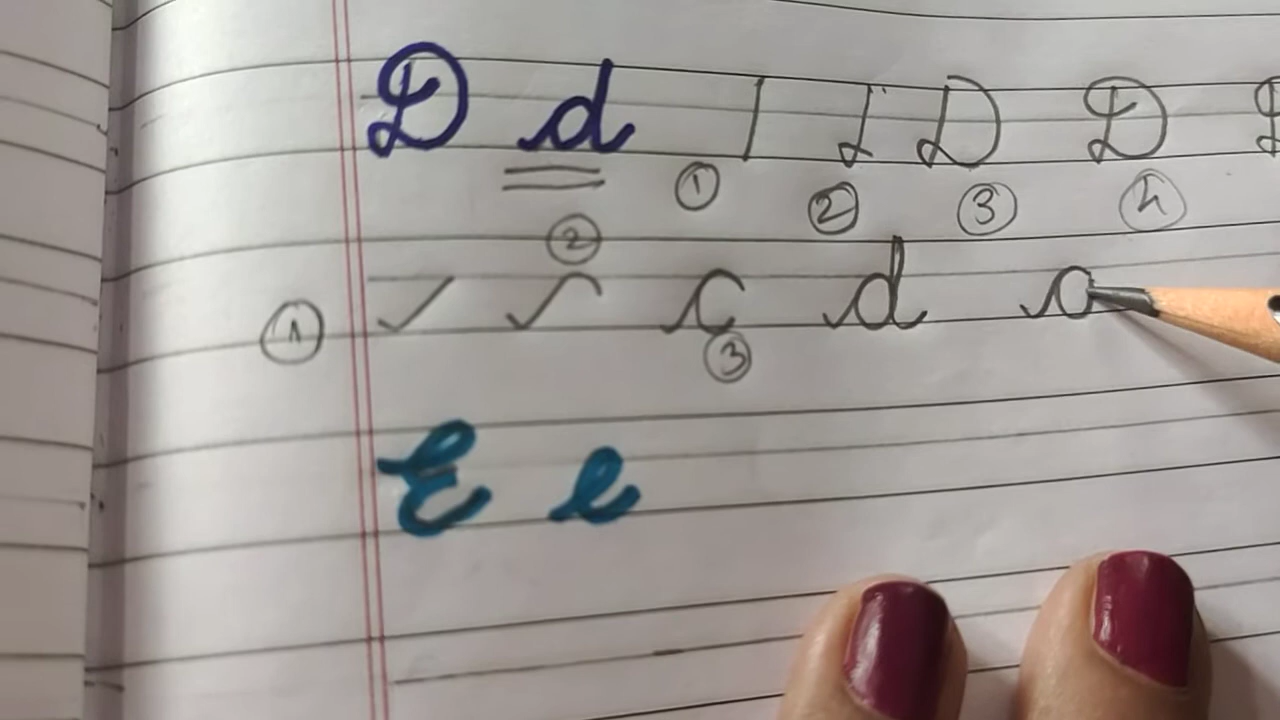 D d | L D D
① ② ③ 4
②
① c d a
③
E e